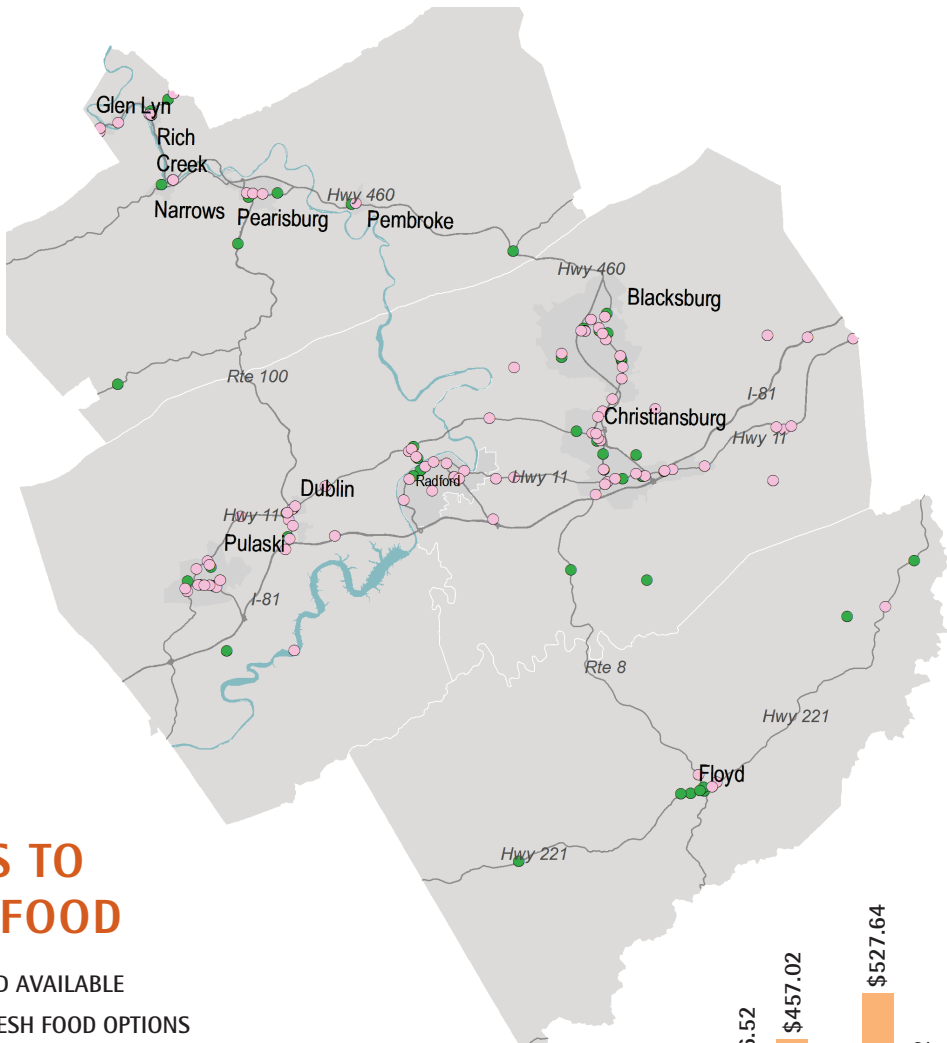 Glen Lyn
Rich
Creek
Narrows
Pearisburg
Hwy 460
Pembroke
Hwy 460
Blacksburg
Rte 100
I-81
Christiansburg
Hwy 11
Radford
Hwy 11
Dublin
Hwy 11
Pulaski
I-81
Rte 8
Hwy 221
Floyd
Hwy 221
S TO
FOOD
D AVAILABLE
ESH FOOD OPTIONS
6.52
$457.02
$527.64